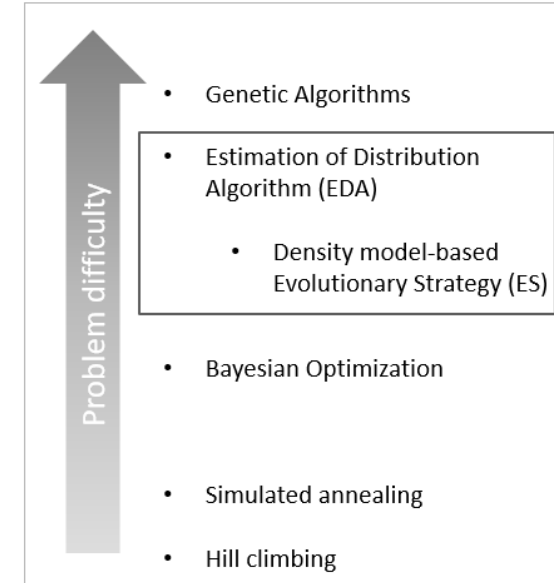 Problem difficulty
• Genetic Algorithms
• Estimation of Distribution
Algorithm (EDA)
• Density model-based
Evolutionary Strategy (ES)
• Bayesian Optimization
• Simulated annealing
• Hill climbing